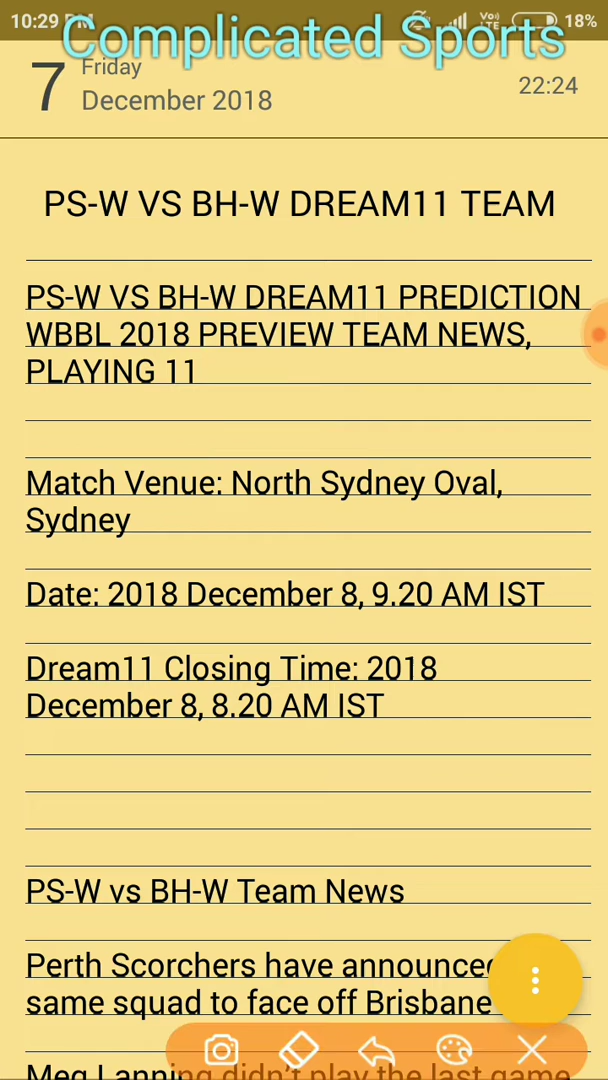 10:29 PM
18%
Complicated Sports
7
Friday
December 2018
22:24
PS-W VS BH-W DREAM11 TEAM
PS-W VS BH-W DREAM11 PREDICTION
WBBL 2018 PREVIEW TEAM NEWS,
PLAYING 11
Match Venue: North Sydney Oval,
Sydney
Date: 2018 December 8, 9.20 AM IST
Dream11 Closing Time: 2018
December 8, 8.20 AM IST
PS-W vs BH-W Team News
Perth Scorchers have announced
same squad to face off Brisbane
Meg Lanning didn't play the last game